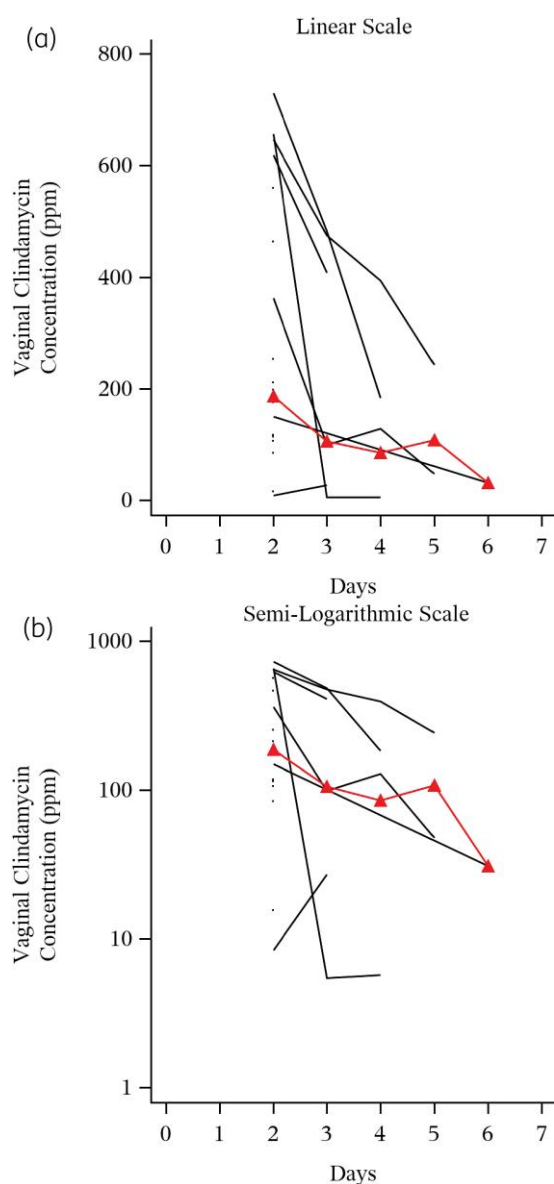 (a)
Linear Scale
Vaginal Clindamycin
Concentration (ppm)
800
600
400
200
0
0 1 2 3 4 5 6 7
Days
(b)
Semi-Logarithmic Scale
Vaginal Clindamycin
Concentration (ppm)
1000
100
10
1
0 1 2 3 4 5 6 7
Days